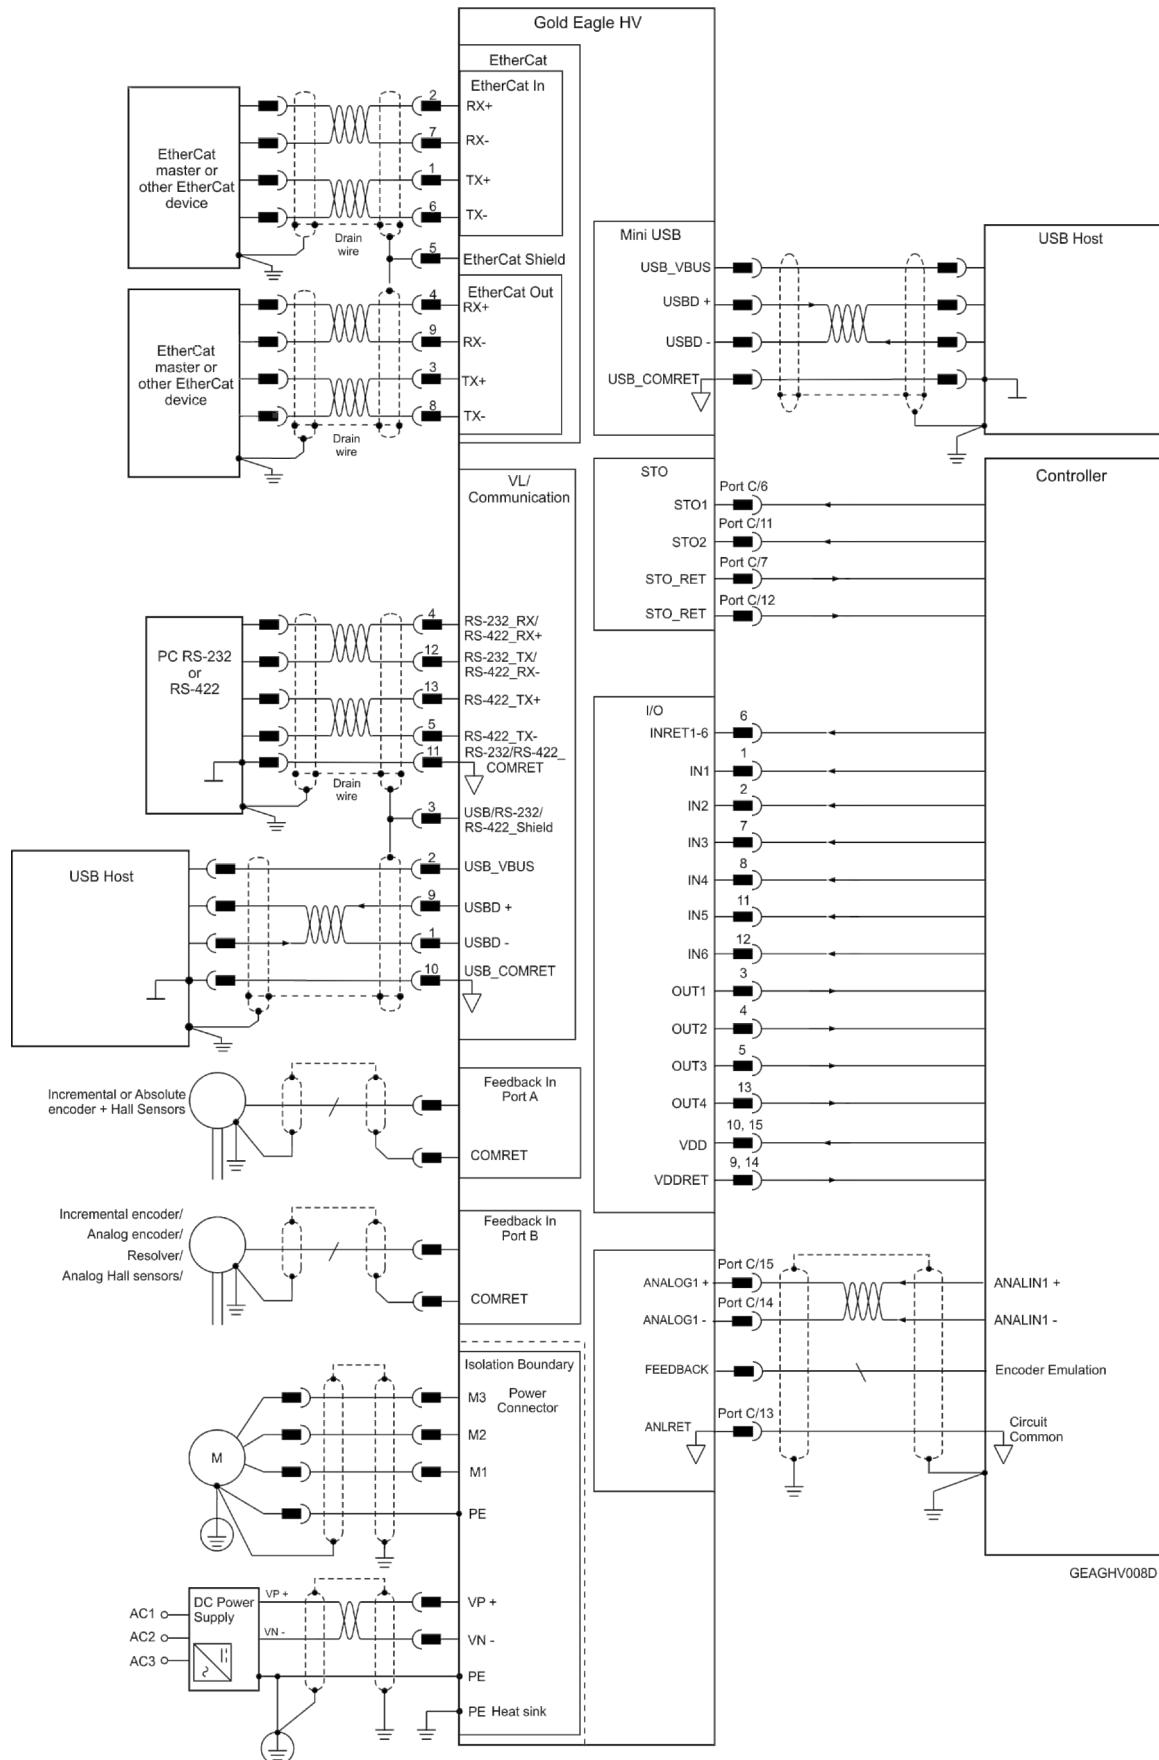 Gold Eagle HV
EtherCat
EtherCat In
EtherCat
master or
other EtherCat
device
2
RX+
7
RX-
1
TX+
6
TX-
Drain
wire
5
EtherCat Shield
EtherCat Out
EtherCat
master or
other EtherCat
device
4
RX+
9
RX-
3
TX+
8
TX-
Drain
wire
VL/
Communication
PC RS-232
or
RS-422
4
RS-232_RX/
RS-422_RX+
12
RS-232_TX/
RS-422_RX-
13
RS-422_TX+
5
RS-422_TX-
11
RS-232/RS-422_
COMRET
Drain
wire
3
USB/RS-232/
RS-422_Shield
USB Host
2
USB_VBUS
9
USBD +
1
USBD -
10
USB_COMRET
Incremental or Absolute
encoder + Hall Sensors
Feedback In
Port A
COMRET
Incremental encoder/
Analog encoder/
Resolver/
Analog Hall sensors/
Feedback In
Port B
COMRET
Isolation Boundary
Power
Connector
M
M3
M2
M1
PE
AC1
AC2
AC3
DC Power
Supply
VP +
VN -
VP +
VN -
PE
PE Heat sink
Mini USB
USB_VBUS
USBD +
USBD -
USB_COMRET
USB Host
STO
Port C/6
STO1
Port C/11
STO2
Port C/7
STO_RET
Port C/12
STO_RET
Controller
I/O
6
INRET1-6
1
IN1
2
IN2
7
IN3
8
IN4
11
IN5
12
IN6
3
OUT1
4
OUT2
5
OUT3
13
OUT4
10, 15
VDD
9, 14
VDDRET
Port C/15
ANALOG1 +
ANALIN1 +
Port C/14
ANALOG1 -
ANALIN1 -
FEEDBACK
Encoder Emulation
Port C/13
ANLRET
Circuit
Common
GEAGHV008D